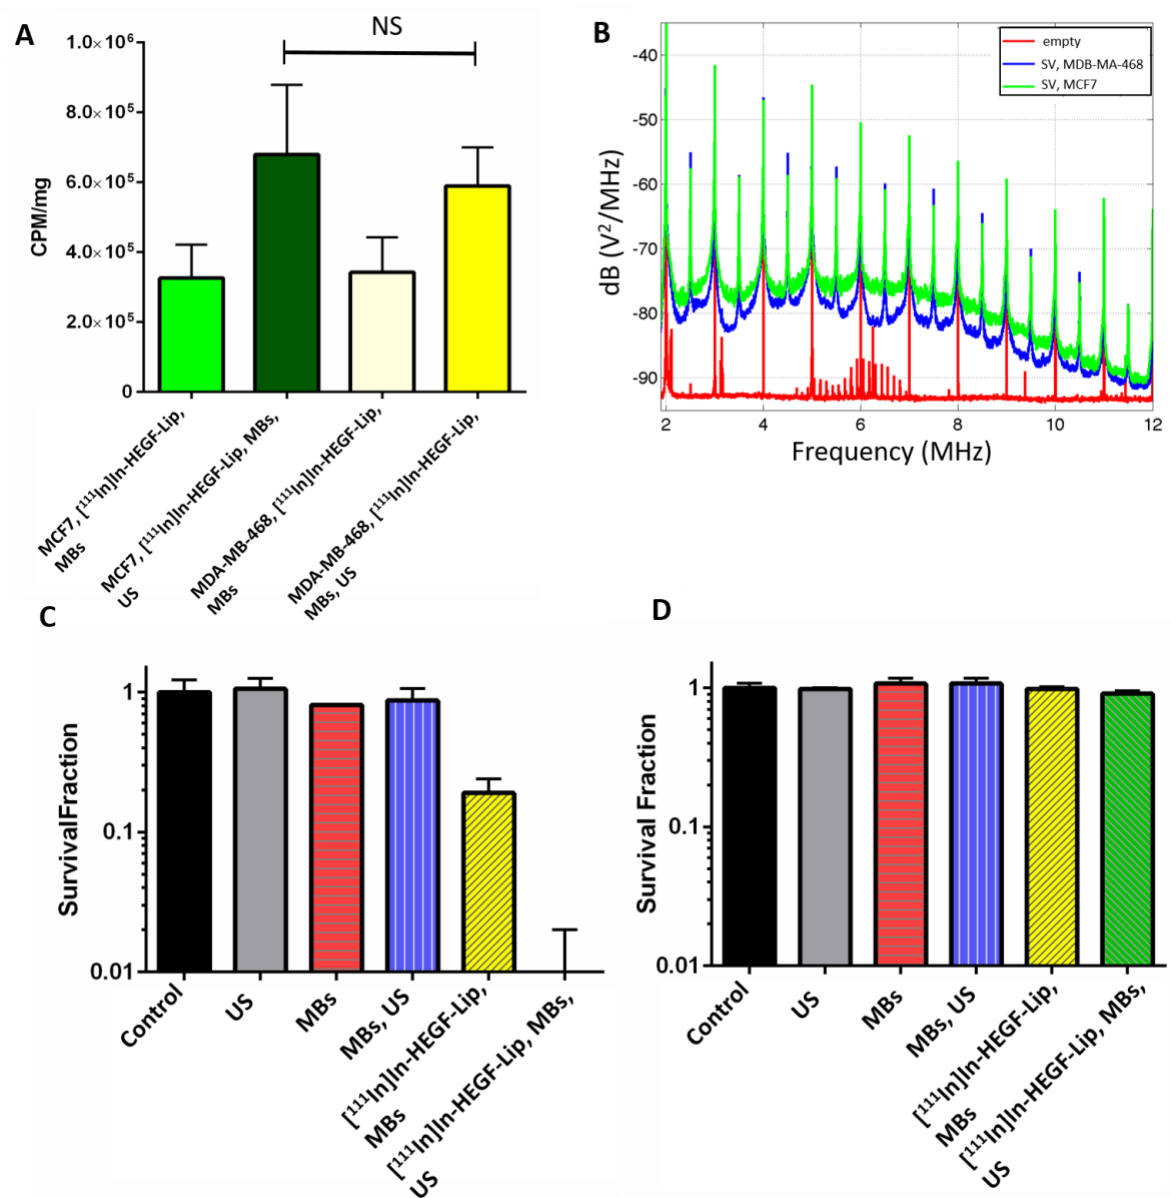 A
NS
1.0× 10⁶
8.0× 10⁵
6.0× 10⁵
4.0× 10⁵
2.0× 10⁵
0
CPM/mg
MCF7, [¹¹¹In]In-HEGF-Lip,
MBs
MCF7, [¹¹¹In]In-HEGF-Lip, MBs,
US
MDA-MB-468, [¹¹¹In]In-HEGF-Lip,
MBs
MDA-MB-468, [¹¹¹In]In-HEGF-Lip,
MBs, US
B
empty
SV, MDB-MA-468
SV, MCF7
-40
-50
-60
-70
-80
-90
dB (V²/MHz)
2 4 6 8 10 12
Frequency (MHz)
C
1
0.1
0.01
SurvivalFraction
Control
US
MBs
MBs, US
[¹¹¹In]In-HEGF-Lip,
MBs
[¹¹¹In]In-HEGF-Lip, MBs,
US
D
1
0.1
0.01
Survival Fraction
Control
US
MBs
MBs, US
[¹¹¹In]In-HEGF-Lip,
MBs
[¹¹¹In]In-HEGF-Lip, MBs,
US